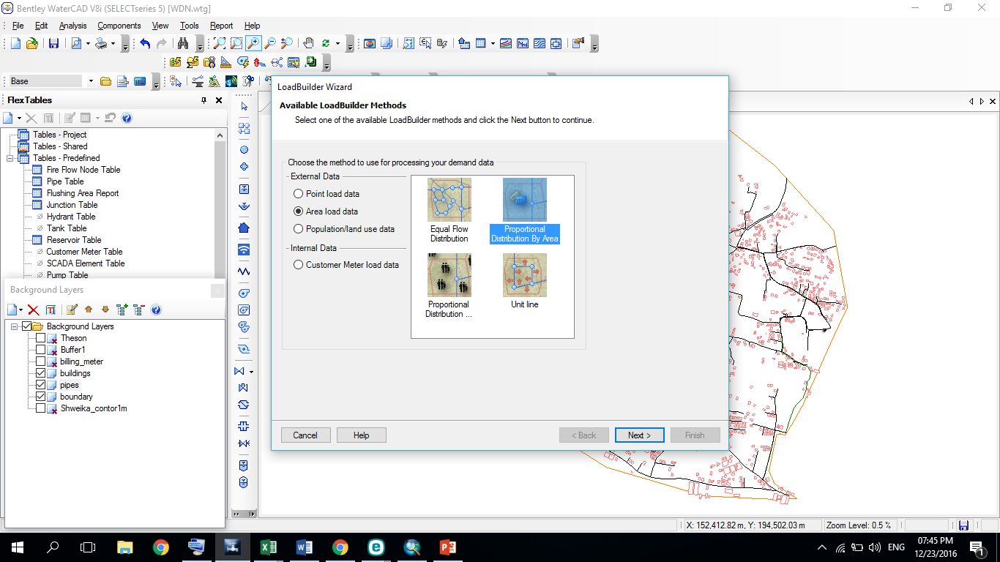 Bentley WaterCAD V8i (SELECTseries 5) [WDN.wtg]
File Edit Analysis Components View Tools Report Help
Base
FlexTables
Tables - Project
Tables - Shared
Tables - Predefined
Fire Flow Node Table
Pipe Table
Flushing Area Report
Junction Table
Hydrant Table
Tank Table
Reservoir Table
Customer Meter Table
SCADA Element Table
Pump Table
Background Layers
Background Layers
Theson
Buffer1
billing_meter
buildings
pipes
boundary
Shweika_contor1m
LoadBuilder Wizard
Available LoadBuilder Methods
Select one of the available LoadBuilder methods and click the Next button to continue.
Choose the method to use for processing your demand data
External Data
Point load data
Area load data
Population/land use data
Internal Data
Customer Meter load data
Equal Flow
Distribution
Proportional
Distribution By Area
Proportional
Distribution ...
Unit line
Cancel Help < Back Next > Finish
X: 152,412.82 m, Y: 194,502.03 m Zoom Level: 0.5 %
ENG
07:45 PM
12/23/2016
1